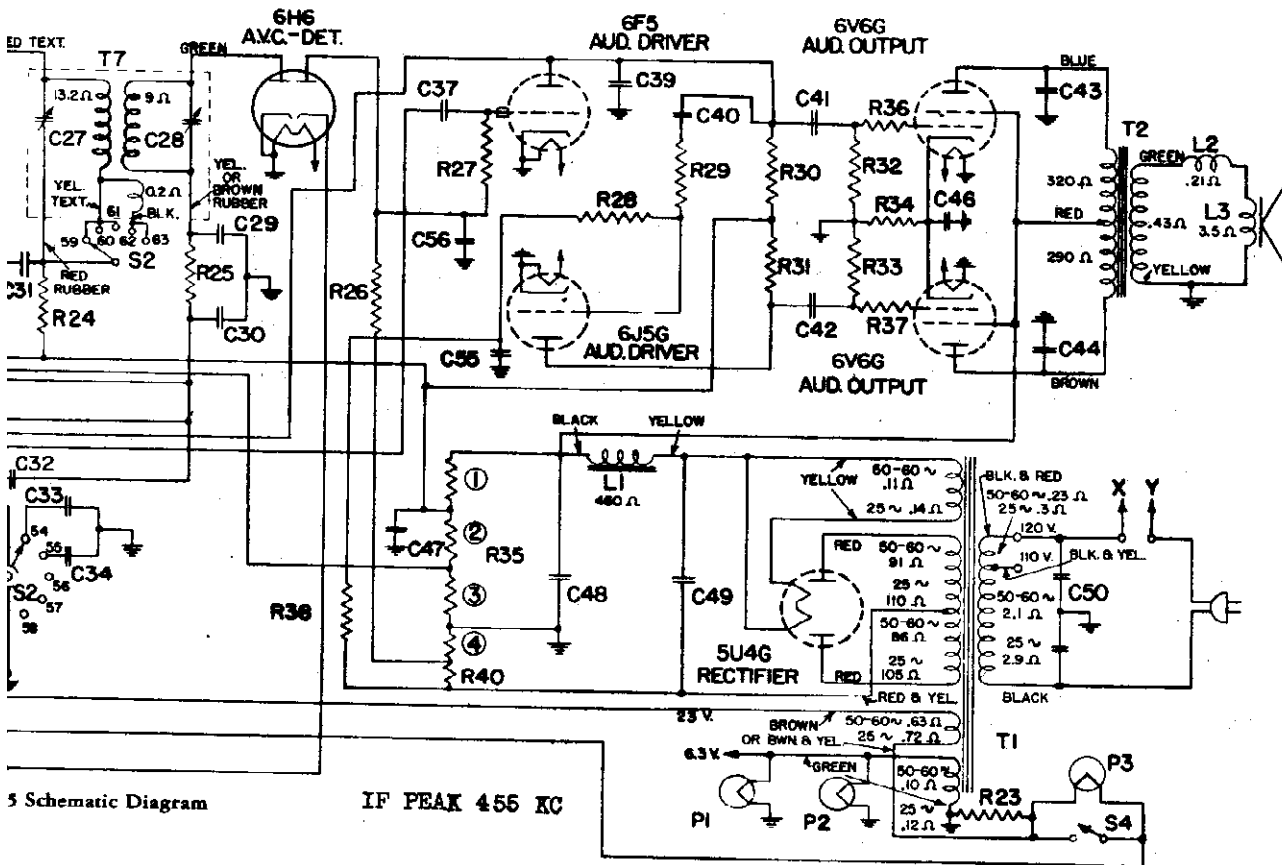 6H6
A.V.C.-DET.
6F5
AUD. DRIVER
6V6G
AUD. OUTPUT
ED TEXT.
T7
GREEN
13.2Ω
9Ω
C27
C28
C37
C39
C40
C41
R36
BLUE
C43
T2
L2
GREEN
.21Ω
L3
3.5Ω
R27
R29
R30
R32
320Ω
RED
.43Ω
290Ω
YELLOW
YEL.
OR
BROWN
RUBBER
YEL.
TEXT.
0.2Ω
BLK.
61
59
60
62
63
S2
C29
C56
R28
R34
C46
R31
R33
C31
RED
RUBBER
R24
R25
C30
R26
C42
R37
6J5G
AUD. DRIVER
C55
6V6G
AUD. OUTPUT
C44
BROWN
BLACK
YELLOW
L1
460Ω
C32
C33
54
55
C34
S2
56
57
58
①
②
③
④
C47
R35
R38
R40
C48
C49
YELLOW
50-60~
.11Ω
25~ .14Ω
BLK. & RED
50-60~ .23Ω
25~ .3Ω
120 V.
110 V.
BLK. & YEL.
X
Y
RED
50-60~
91Ω
25
110Ω
50-60~
86Ω
25~
105Ω
50-60~
2.1Ω
25
2.9Ω
C50
5U4G
RECTIFIER
RED
RED & YEL
BLACK
23 V.
BROWN
OR BWN & YEL
50-60~ .63Ω
25~ .72Ω
T1
6.3V.
GREEN
50-60~
.10Ω
25~
.12Ω
P1
P2
R23
P3
S4
5 Schematic Diagram
IF PEAK 455 KC